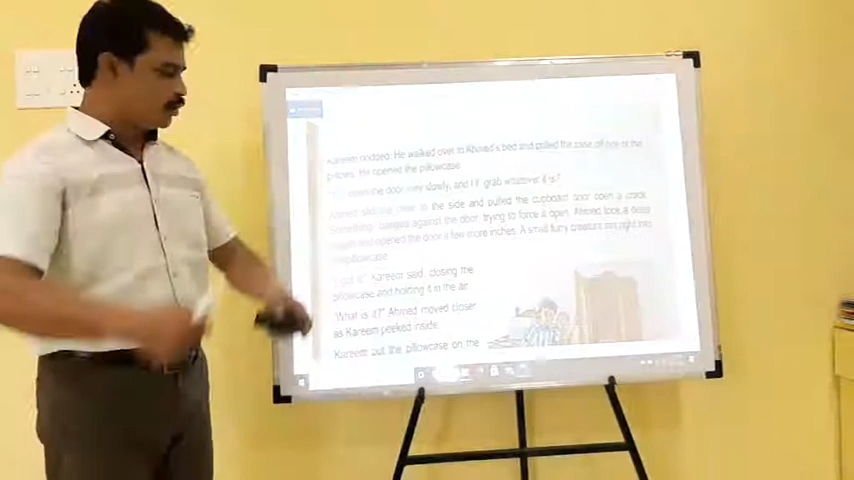 Kareem nodded. He walked over to Ahmed's bed and pulled the case off one of the
pillows. He opened the pillowcase.
open the door very slowly, and I'll grab whatever it is."
Ahmed slid over to the side and pulled the cupboard door open a crack.
Something banged against the door, trying to force it open. Ahmed took a deep
breath and opened the door a few more inches. A small furry creature ran right into
the pillowcase.
"I got it," Kareem said, closing the
pillowcase and holding it in the air.
"What is it?" Ahmed moved closer
as Kareem peeked inside.
Kareem put the pillowcase on the